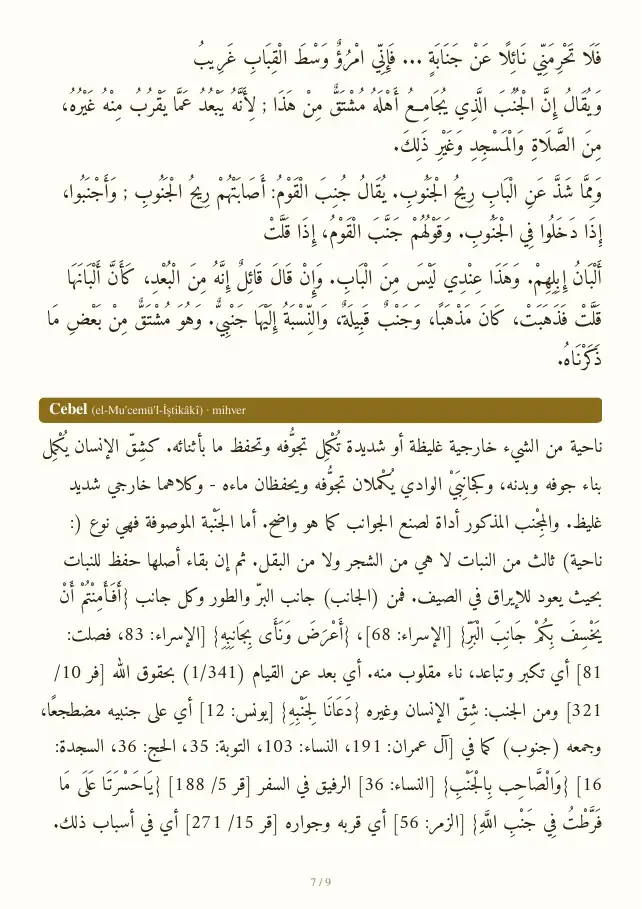 فَلَا تَحْرِمَنِّي نَائِلًا عَنْ جَنَابَةٍ ... فَإِنِّي امْرُؤٌ وَسْطَ الْقِبَابِ غَرِيبُ
وَيُقَالُ إِنَّ الْجُنُبَ الَّذِي يُجَامِعُ أَهْلَهُ مُشْتَقٌّ مِنْ هَذَا ; لِأَنَّهُ يَبْعُدُ عَمَّا يَقْرُبُ مِنْهُ غَيْرُهُ،
مِنَ الصَّلَاةِ وَالْمَسْجِدِ وَغَيْرِ ذَلِكَ.
وَمِمَّا شَذَّ عَنِ الْبَابِ رِيحُ الْجَنُوبِ. يُقَالُ جُنِبَ الْقَوْمُ: أَصَابَتْهُمْ رِيحُ الْجَنُوبِ ; وَأَجْنَبُوا،
إِذَا دَخَلُوا فِي الْجَنُوبِ. وَقَوْلُهُمْ جَنَّبَ الْقَوْمُ، إِذَا قَلَّتْ
أَلْبَانُ إِبِلِهِمْ. وَهَذَا عِنْدِي لَيْسَ مِنَ الْبَابِ. وَإِنْ قَالَ قَائِلٌ إِنَّهُ مِنَ الْبُعْدِ، كَأَنَّ أَلْبَانَهَا
قَلَّتْ فَذَهَبَتْ، كَانَ مَذْهَبًا، وَجَنْبٌ قَبِيلَةٌ، وَالنِّسْبَةُ إِلَيْهَا جَنْبِيٌّ. وَهُوَ مُشْتَقٌّ مِنْ بَعْضِ مَا
ذَكَرْنَاهُ.
Cebel (el-Mu'cemü'l-İştikâkî) · mihver
ناحية من الشيء خارجية غليظة أو شديدة تُكْمِل تجوُّفه وتحفظ ما بأثنائه. كشِقّ الإنسان يُكْمِل
بناء جوفه وبدنه، وكجانِبَيْ الوادي يُكْملان تجوُّفه ويحفظان ماءه - وكلاهما خارجي شديد
غليظ. والمِجْنب المذكور أداة لصنع الجوانب كما هو واضح. أما الجَنْبة الموصوفة فهي نوع (:
ناحية) ثالث من النبات لا هي من الشجر ولا من البقل. ثم إن بقاء أصلها حفظ للنبات
بحيث يعود للإيراق في الصيف. فمن (الجانب) جانب البرّ والطور وكل جانب {أَفَأَمِنْتُمْ أَنْ
يَخْسِفَ بِكُمْ جَانِبَ الْبَرِّ} [الإسراء: 68]، {أَعْرَضَ وَنَأَى بِجَانِبِهِ} [الإسراء: 83، فصلت:
81] أي تكبر وتباعد، ناء مقلوب منه. أي بعد عن القيام (1/341) بحقوق الله [قر 10/
321] ومن الجنب: شِقّ الإنسان وغيره {دَعَانَا لِجَنْبِهِ} [يونس: 12] أي على جنبيه مضطجعًا،
وجمعه (جنوب) كما في [آل عمران: 191، النساء: 103، التوبة: 35، الحج: 36، السجدة:
16] {وَالصَّاحِبِ بِالْجَنْبِ} [النساء: 36] الرفيق في السفر [قر 5/ 188] {يَاحَسْرَتَا عَلَى مَا
فَرَّطْتُ فِي جَنْبِ اللَّهِ} [الزمر: 56] أي قربه وجواره [قر 15/ 271] أي في أسباب ذلك.
7 / 9